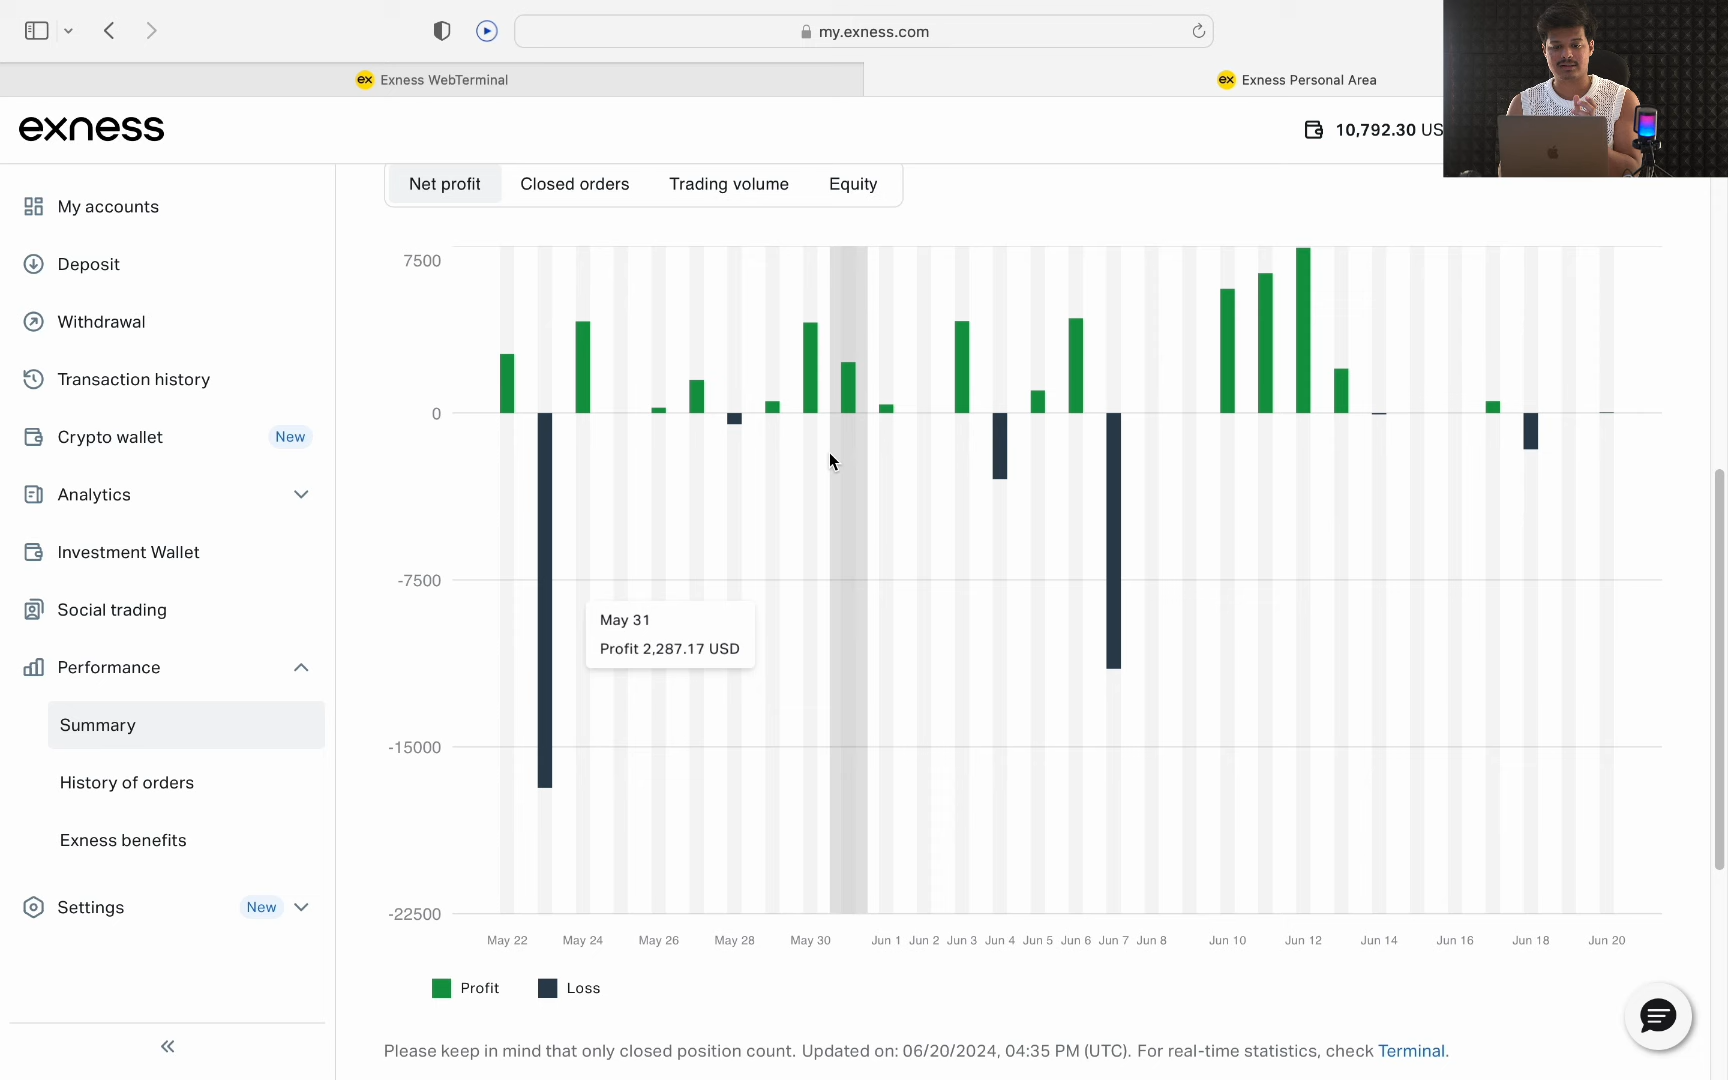 my.exness.com
ex Exness WebTerminal
ex Exness Personal Area
exness
10,792.30 US
Net profit
Closed orders
Trading volume
Equity
My accounts
Deposit
Withdrawal
Transaction history
Crypto wallet New
Analytics
Investment Wallet
Social trading
Performance
Summary
History of orders
Exness benefits
Settings New
7500
0
-7500
-15000
-22500
May 31
Profit 2,287.17 USD
May 22 May 24 May 26 May 28 May 30 Jun 1 Jun 2 Jun 3 Jun 4 Jun 5 Jun 6 Jun 7 Jun 8 Jun 10 Jun 12 Jun 14 Jun 16 Jun 18 Jun 20
Profit Loss
Please keep in mind that only closed position count. Updated on: 06/20/2024, 04:35 PM (UTC). For real-time statistics, check Terminal.